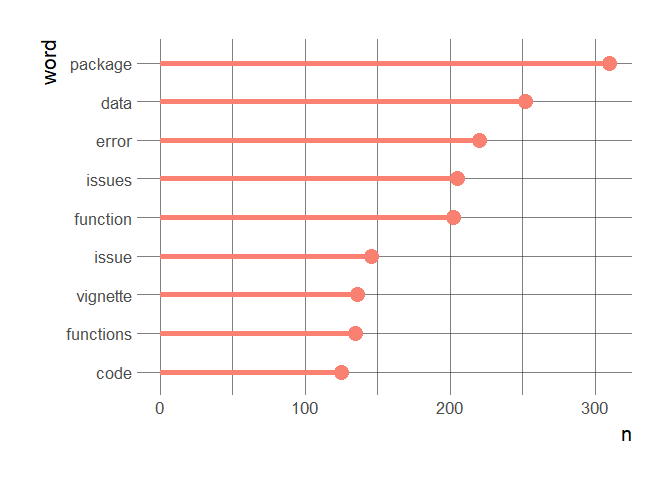 word
package
data
error
issues
function
issue
vignette
functions
code
0 100 200 300
n